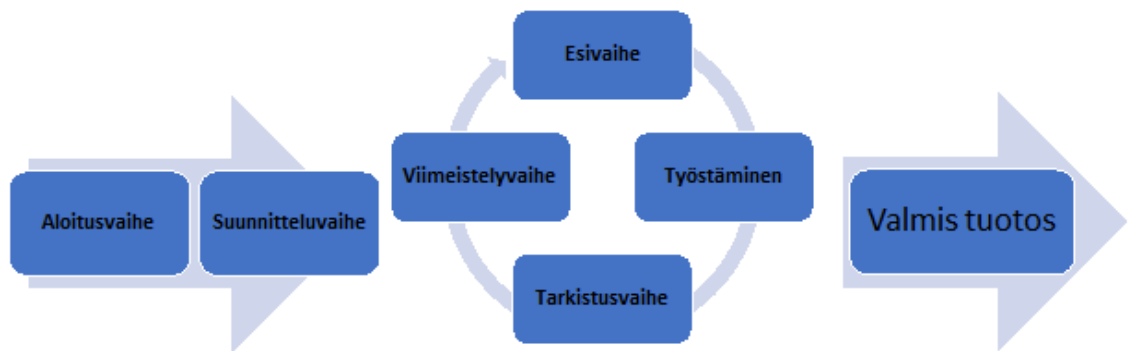 Aloitusvaihe
Suunnitteluvaihe
Esivaihe
Työstäminen
Tarkistusvaihe
Viimeistelyvaihe
Valmis tuotos